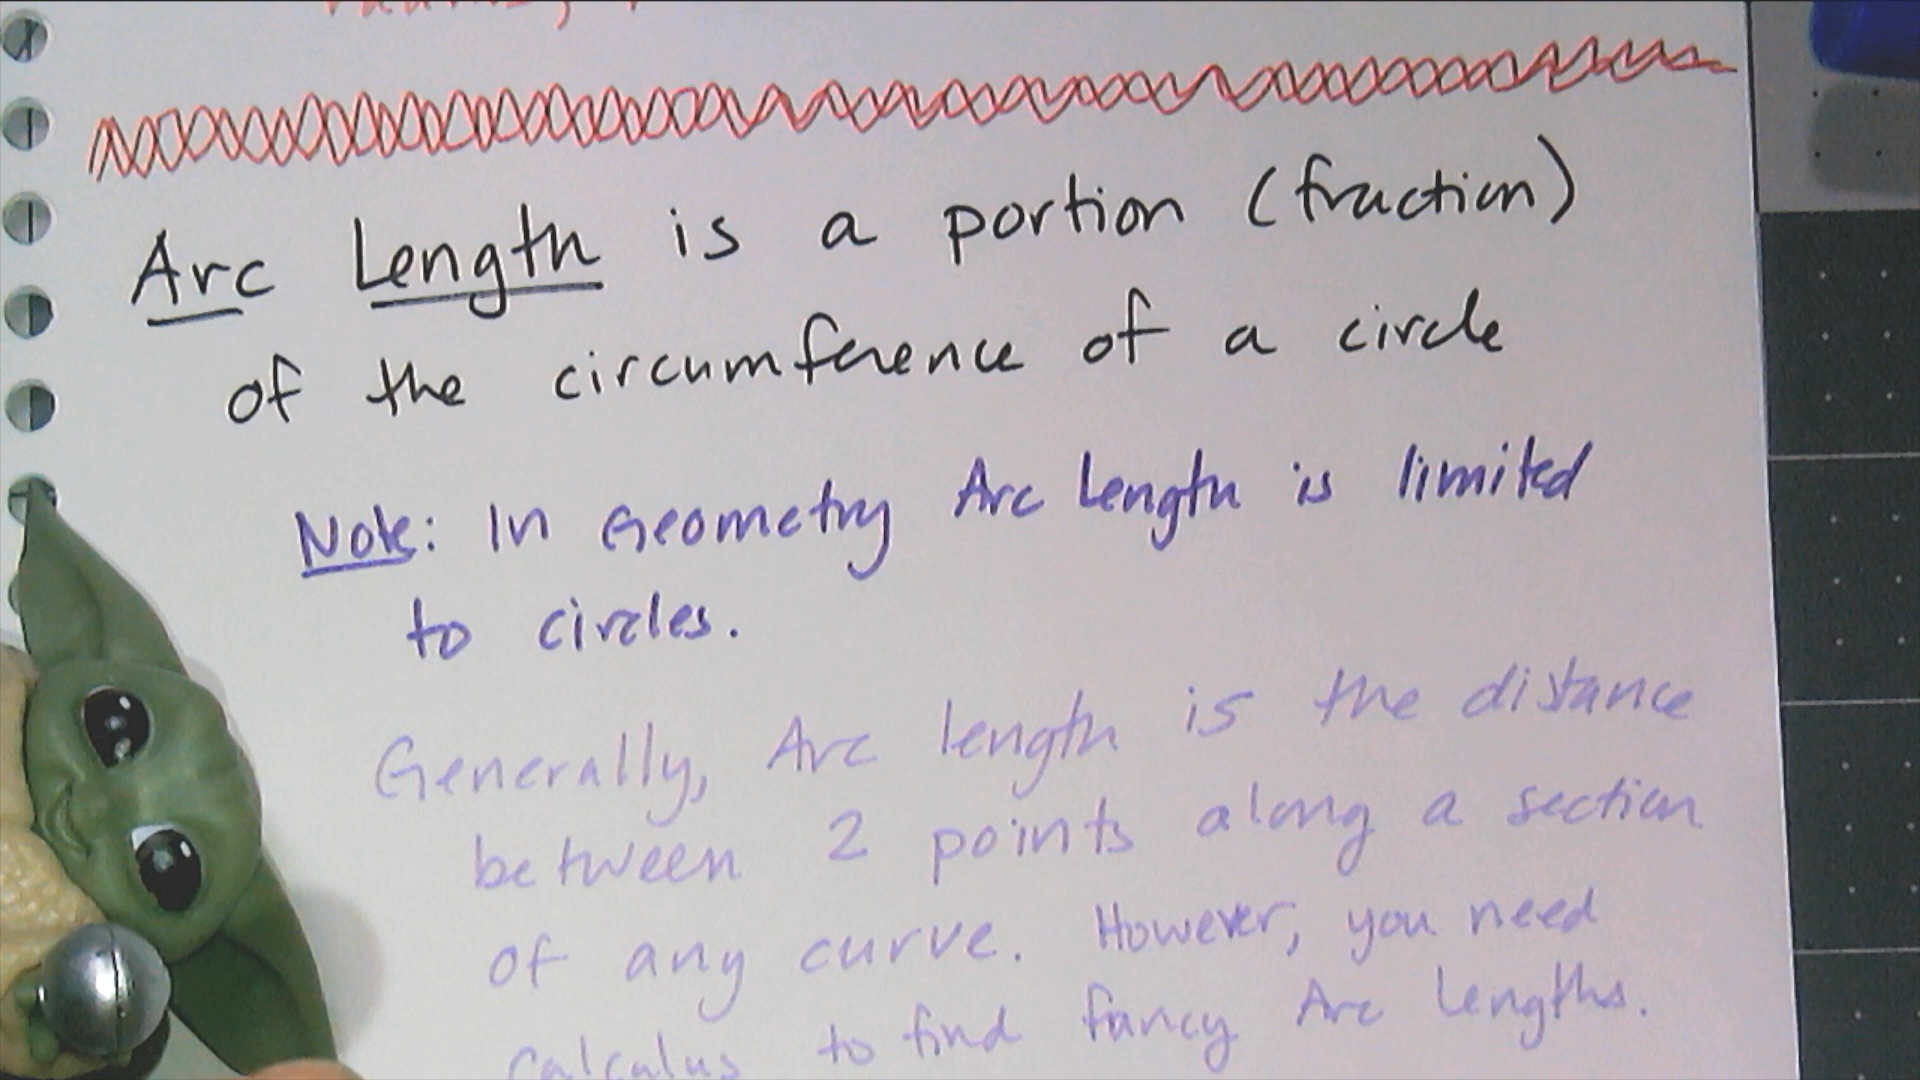 Arc Length is a portion (fraction)
of the circumference of a circle
Note: In Geometry Arc Length is limited
to circles.
Generally, Arc length is the distance
between 2 points along a section
of any curve. However, you need
calculus to find fancy Arc Lengths.